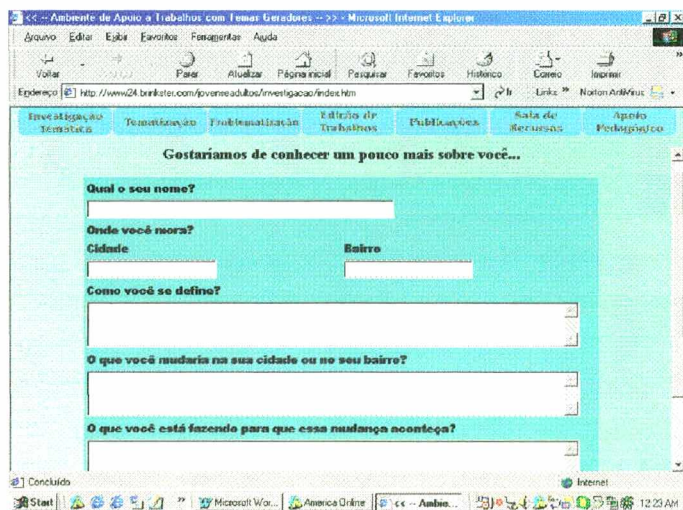 << -- Ambiente de Apoio a Trabalhos com Temas Geradores -- >> - Microsoft Internet Explorer
Arquivo Editar Exibir Favoritos Ferramentas Ajuda
Voltar Parar Atualizar Página inicial Pesquisar Favoritos Histórico Correio Imprimir
Endereço http://www24.brinkster.com/jovenseadultos/investigacao/index.htm Ir Links » Norton AntiVirus
Investigação Temática Tematização Problematização Edição de Trabalhos Publicações Sala de Recursos Apoio Pedagógico
Gostaríamos de conhecer um pouco mais sobre você...
Qual o seu nome?
Onde você mora?
Cidade Bairro
Como você se define?
O que você mudaria na sua cidade ou no seu bairro?
O que você está fazendo para que essa mudança aconteça?
Concluído Internet
Start » Microsoft Wor... America Online << -- Ambie... 12:23 AM